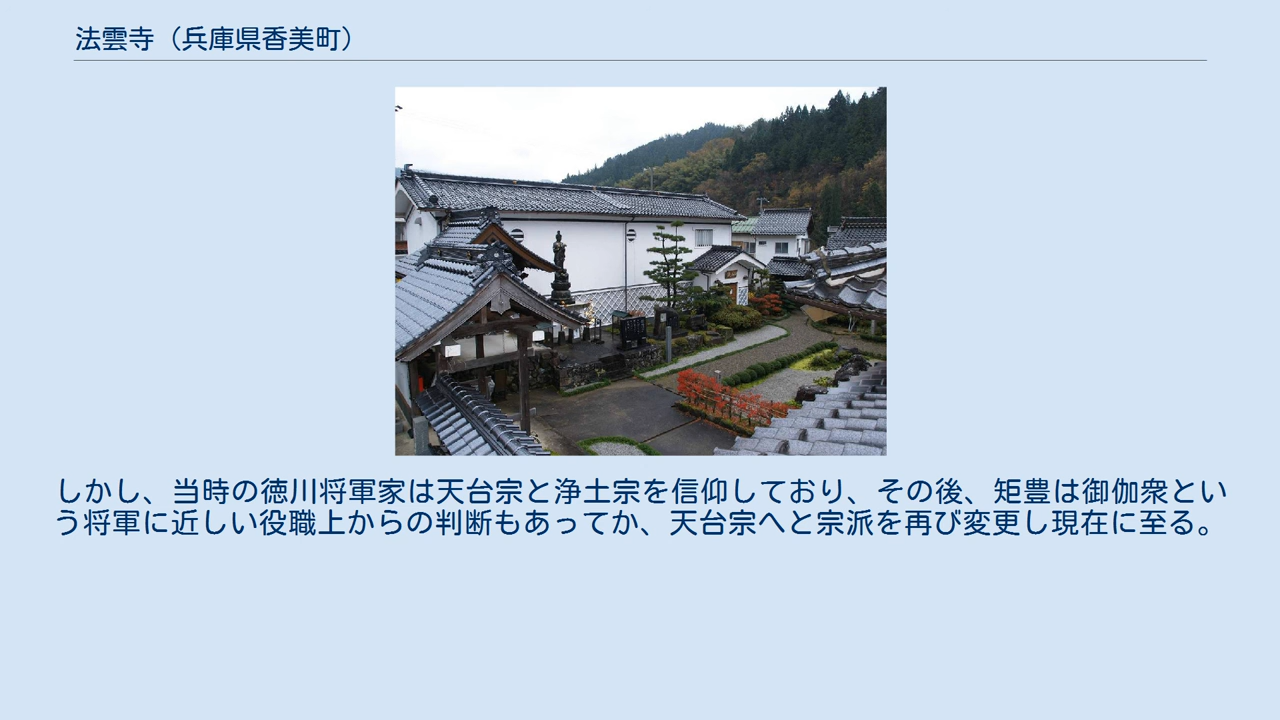 法雲寺（兵庫県香美町）
しかし、当時の徳川将軍家は天台宗と浄土宗を信仰しており、その後、矩豊は御伽衆とい
う将軍に近しい役職上からの判断もあってか、天台宗へと宗派を再び変更し現在に至る。